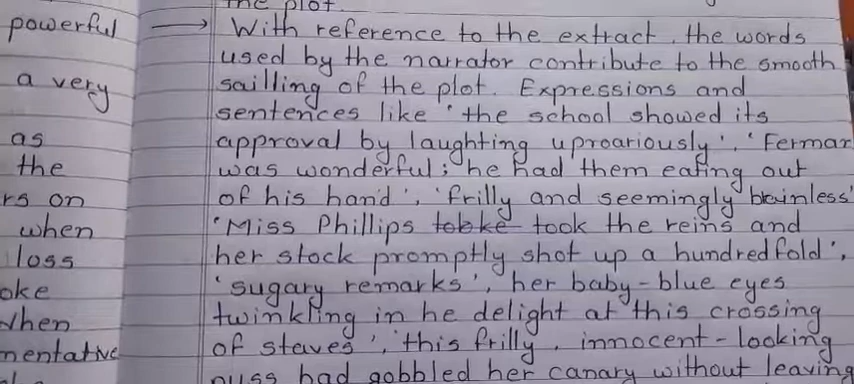 the plot.
powerful → With reference to the extract, the words
used by the narrator contribute to the smooth
a very sailling of the plot. Expressions and
sentences like 'the school showed its
as approval by laughting uproariously', 'Fermar
the was wonderful; he had them eating out
rs on of his hand', 'frilly and seemingly brainless'
when 'Miss Phillips took the reins and
loss her stock promptly shot up a hundredfold',
oke 'sugary remarks', her baby-blue eyes
When twinkling in he delight at this crossing
mentative of staves', 'this frilly, innocent-looking
puss had gobbled her canary without leaving